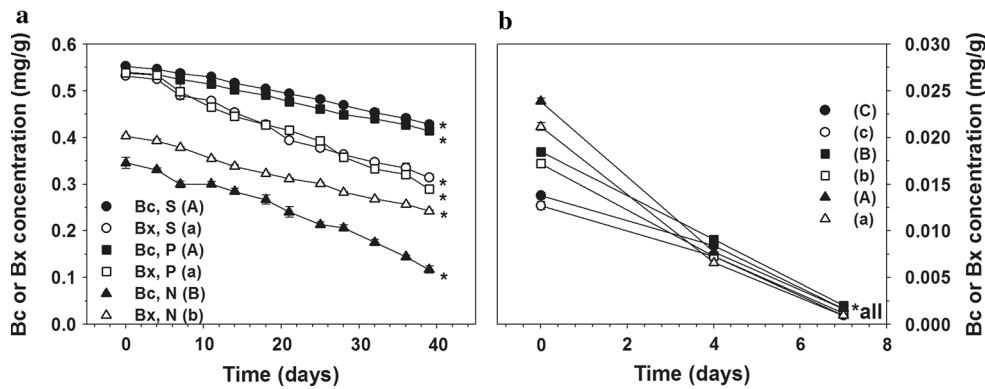 a
Bc or Bx concentration (mg/g)
0.6
0.5
0.4
0.3
0.2
0.1
0.0
Bc, S (A)
Bx, S (a)
Bc, P (A)
Bx, P (a)
Bc, N (B)
Bx, N (b)
*
*
*
*
*
*
0 10 20 30 40
Time (days)
b
(C)
(c)
(B)
(b)
(A)
(a)
*all
0 2 4 6 8
Time (days)
0.030
0.025
0.020
0.015
0.010
0.005
0.000
Bc or Bx concentration (mg/g)